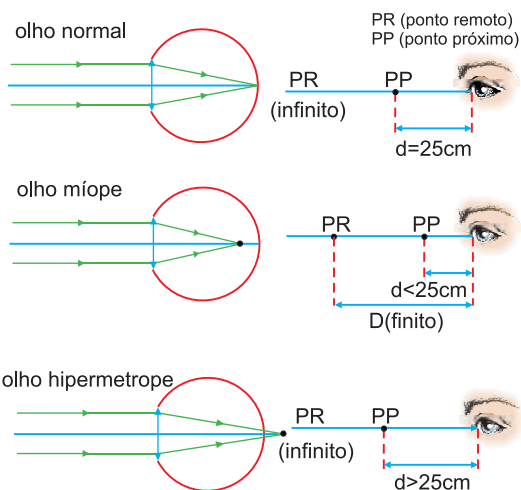 olho normal
PR (ponto remoto)
PP (ponto próximo)
PR
PP
(infinito)
d=25cm
olho míope
PR
PP
d<25cm
D(finito)
olho hipermetrope
PR
PP
(infinito)
d>25cm